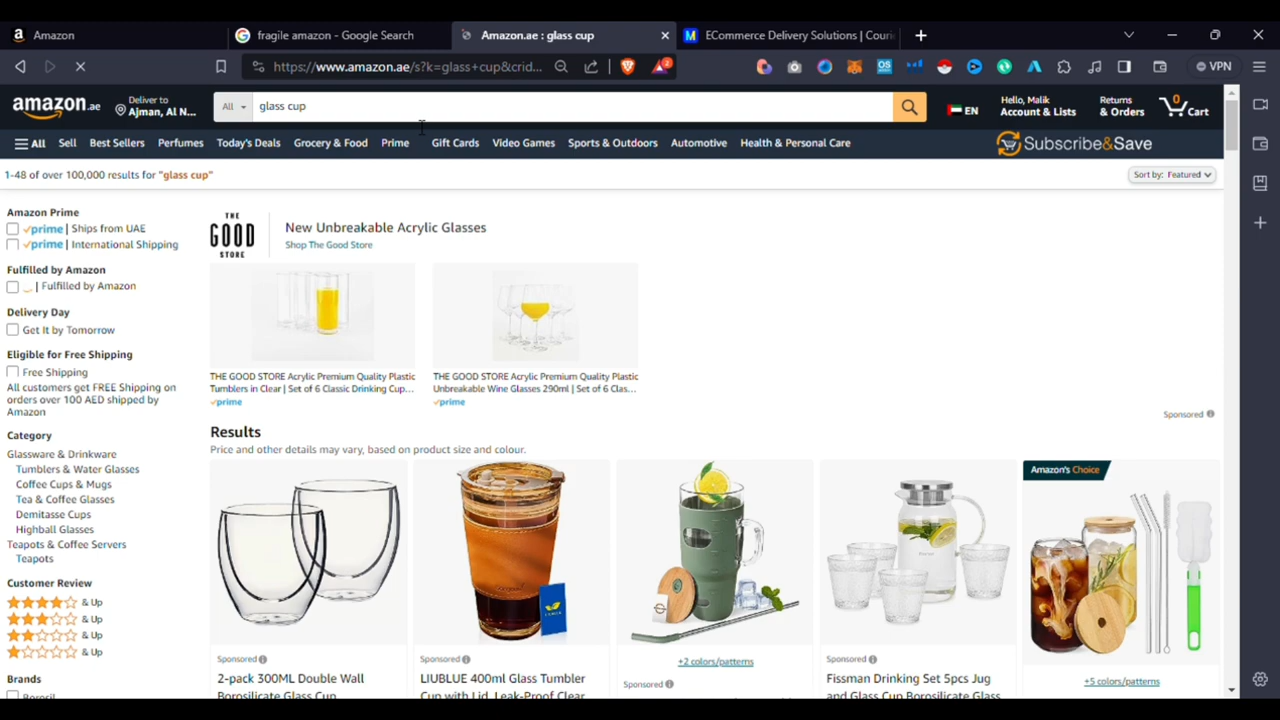 Amazon
fragile amazon - Google Search
Amazon.ae : glass cup
ECommerce Delivery Solutions | Couri
https://www.amazon.ae/s?k=glass+cup&crid...
2
VPN
amazon.ae
Deliver to
Ajman, Al N...
All
glass cup
EN
Hello, Malik
Account & Lists
Returns
& Orders
0
Cart
All
Sell
Best Sellers
Perfumes
Today's Deals
Grocery & Food
Prime
Gift Cards
Video Games
Sports & Outdoors
Automotive
Health & Personal Care
Subscribe&Save
1-48 of over 100,000 results for "glass cup"
Sort by: Featured
Amazon Prime
prime | Ships from UAE
prime | International Shipping
Fulfilled by Amazon
| Fulfilled by Amazon
Delivery Day
Get It by Tomorrow
Eligible for Free Shipping
Free Shipping
All customers get FREE Shipping on
orders over 100 AED shipped by
Amazon
Category
Glassware & Drinkware
Tumblers & Water Glasses
Coffee Cups & Mugs
Tea & Coffee Glasses
Demitasse Cups
Highball Glasses
Teapots & Coffee Servers
Teapots
Customer Review
& Up
& Up
& Up
& Up
Brands
Borosil
THE
GOOD
STORE
New Unbreakable Acrylic Glasses
Shop The Good Store
THE GOOD STORE Acrylic Premium Quality Plastic
Tumblers in Clear | Set of 6 Classic Drinking Cup...
prime
THE GOOD STORE Acrylic Premium Quality Plastic
Unbreakable Wine Glasses 290ml | Set of 6 Clas...
prime
Sponsored
Results
Price and other details may vary, based on product size and colour.
Amazon's Choice
Sponsored
2-pack 300ML Double Wall
Borosilicate Glass Cup
Sponsored
LIUBLUE 400ml Glass Tumbler
Cup with Lid, Leak-Proof Clear
+2 colors/patterns
Sponsored
Sponsored
Fissman Drinking Set 5pcs Jug
and Glass Cup Borosilicate Glass
+5 colors/patterns